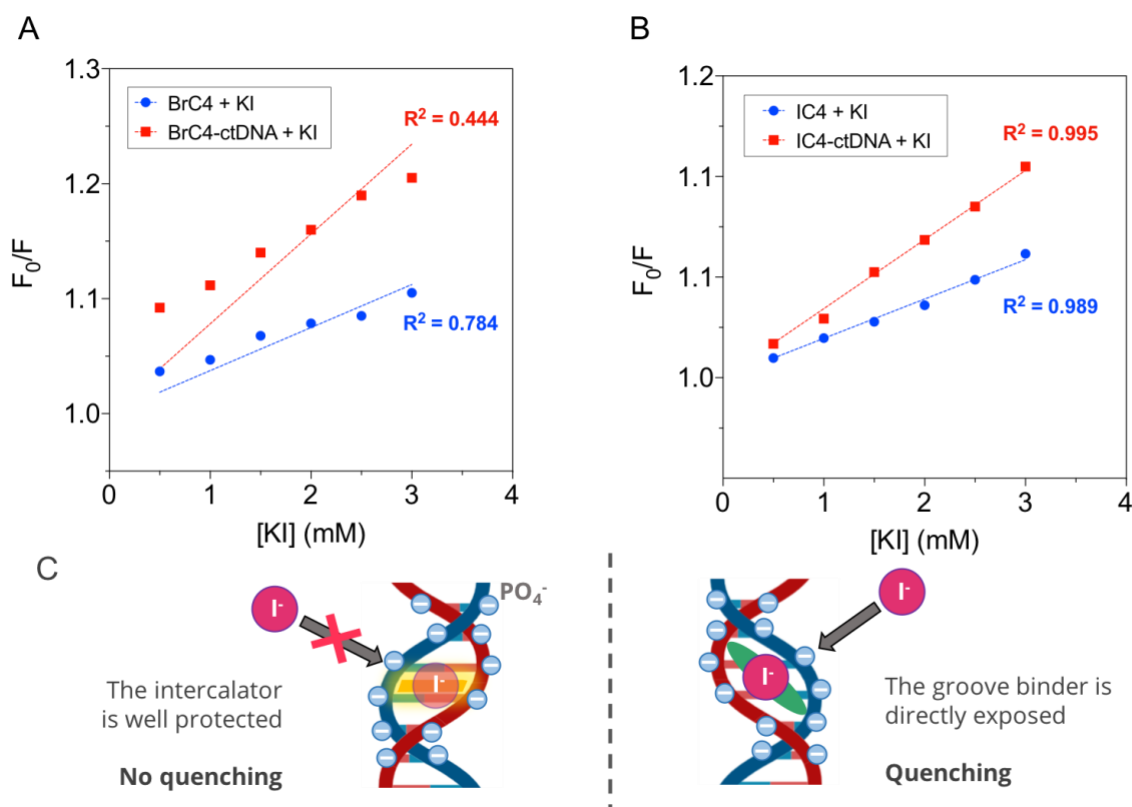 A
1.3
1.2
1.1
1.0
F₀/F
BrC4 + KI
BrC4-ctDNA + KI
R² = 0.444
R² = 0.784
0
1
2
3
4
[KI] (mM)
B
1.2
1.1
1.1
1.0
F₀/F
IC4 + KI
IC4-ctDNA + KI
R² = 0.995
R² = 0.989
0
1
2
3
4
[KI] (mM)
C
I⁻
PO₄⁻
I⁻
The intercalator
is well protected
No quenching
I⁻
I⁻
The groove binder is
directly exposed
Quenching